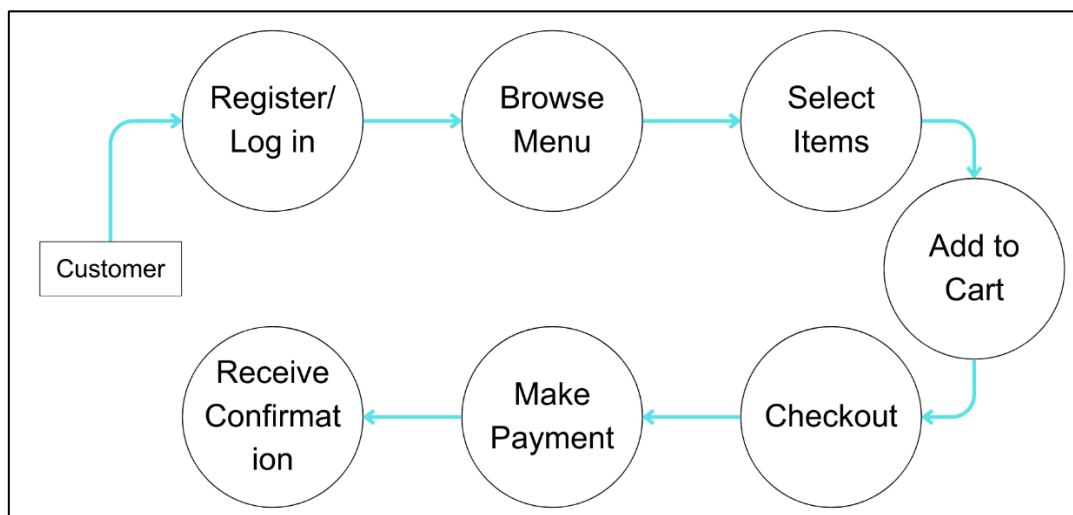 Register/
Log in
Browse
Menu
Select
Items
Customer
Add to
Cart
Receive
Confirmat
ion
Make
Payment
Checkout